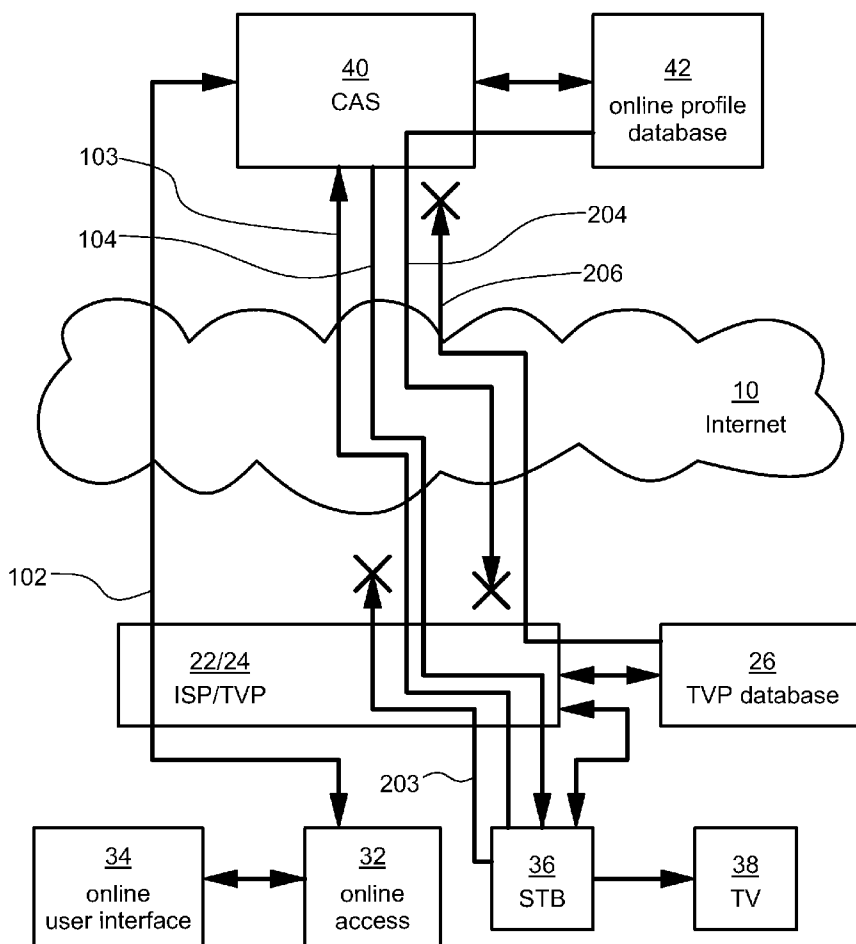 40
CAS
42
online profile
database
103
104
204
206
10
Internet
102
22/24
ISP/TVP
26
TVP database
203
34
online
user interface
32
online
access
36
STB
38
TV